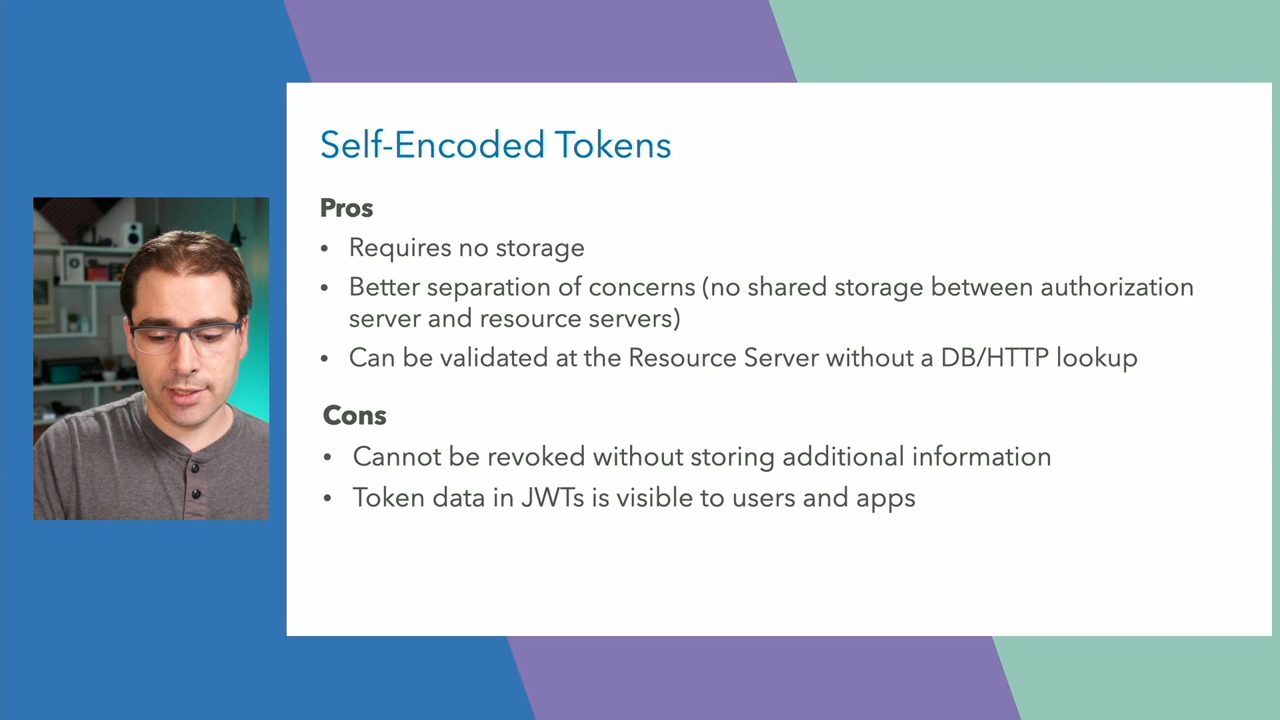 Self-Encoded Tokens
Pros
• Requires no storage
• Better separation of concerns (no shared storage between authorization
server and resource servers)
• Can be validated at the Resource Server without a DB/HTTP lookup
Cons
• Cannot be revoked without storing additional information
• Token data in JWTs is visible to users and apps